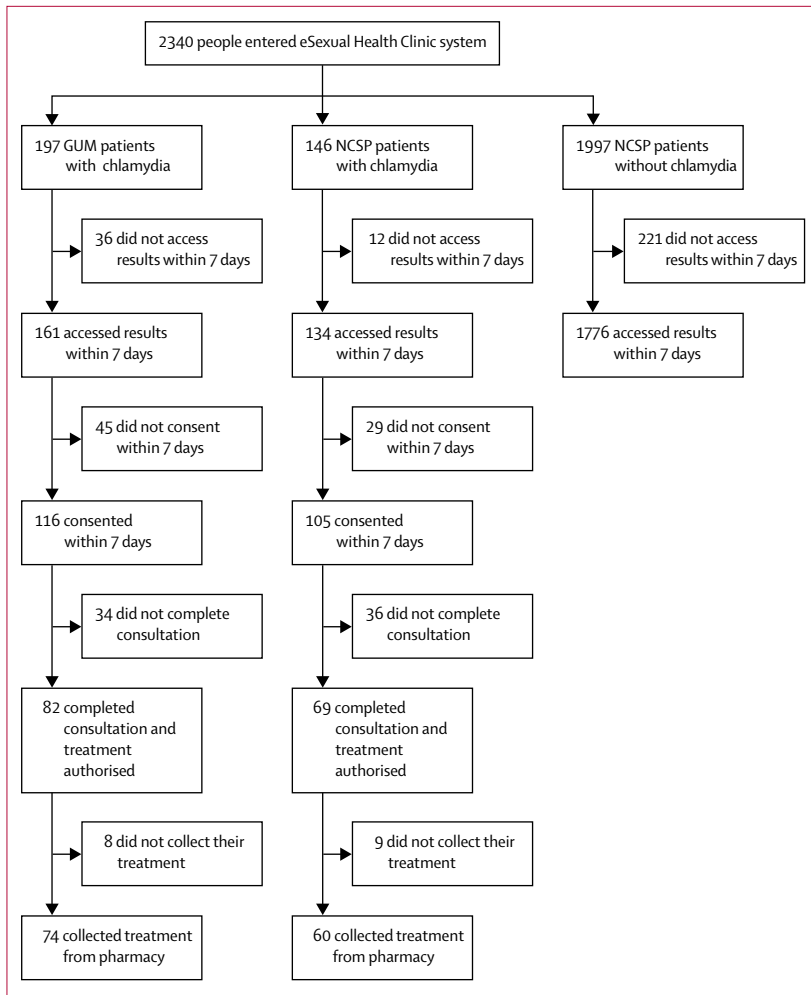 2340 people entered eSexual Health Clinic system
197 GUM patients
with chlamydia
146 NCSP patients
with chlamydia
1997 NCSP patients
without chlamydia
36 did not access
results within 7 days
12 did not access
results within 7 days
221 did not access
results within 7 days
161 accessed results
within 7 days
134 accessed results
within 7 days
1776 accessed results
within 7 days
45 did not consent
within 7 days
29 did not consent
within 7 days
116 consented
within 7 days
105 consented
within 7 days
34 did not complete
consultation
36 did not complete
consultation
82 completed
consultation and
treatment
authorised
69 completed
consultation and
treatment
authorised
8 did not collect their
treatment
9 did not collect their
treatment
74 collected treatment
from pharmacy
60 collected treatment
from pharmacy